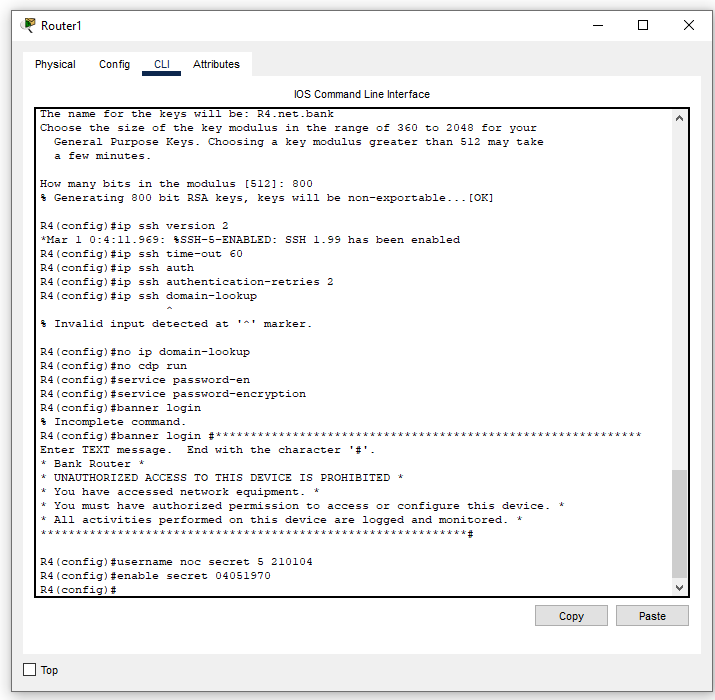 Router1
Physical Config CLI Attributes
IOS Command Line Interface
The name for the keys will be: R4.net.bank
Choose the size of the key modulus in the range of 360 to 2048 for your
  General Purpose Keys. Choosing a key modulus greater than 512 may take
  a few minutes.
How many bits in the modulus [512]: 800
% Generating 800 bit RSA keys, keys will be non-exportable...[OK]
R4(config)#ip ssh version 2
*Mar 1 0:4:11.969: %SSH-5-ENABLED: SSH 1.99 has been enabled
R4(config)#ip ssh time-out 60
R4(config)#ip ssh auth
R4(config)#ip ssh authentication-retries 2
R4(config)#ip ssh domain-lookup
                  ^
% Invalid input detected at '^' marker.
R4(config)#no ip domain-lookup
R4(config)#no cdp run
R4(config)#service password-en
R4(config)#service password-encryption
R4(config)#banner login
% Incomplete command.
R4(config)#banner login #*************************************************************
Enter TEXT message.  End with the character '#'.
* Bank Router *
* UNAUTHORIZED ACCESS TO THIS DEVICE IS PROHIBITED *
* You have accessed network equipment. *
* You must have authorized permission to access or configure this device. *
* All activities performed on this device are logged and monitored. *
*************************************************************#
R4(config)#username noc secret 5 210104
R4(config)#enable secret 04051970
R4(config)#
Copy Paste
Top